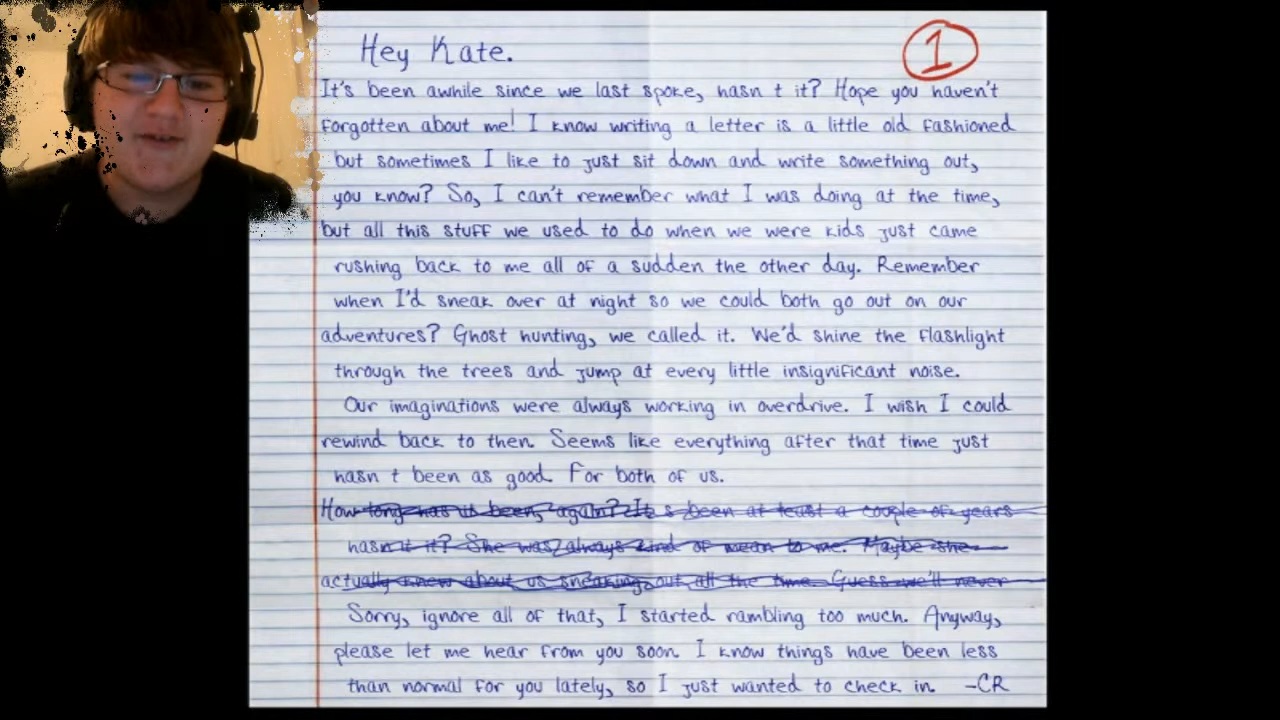 Hey Kate.
1
It's been awhile since we last spoke, hasn t it? Hope you haven't
forgotten about me! I know writing a letter is a little old fashioned
but sometimes I like to just sit down and write something out,
you know? So, I can't remember what I was doing at the time,
but all this stuff we used to do when we were kids just came
rushing back to me all of a sudden the other day. Remember
when I'd sneak over at night so we could both go out on our
adventures? Ghost hunting, we called it. We'd shine the flashlight
through the trees and jump at every little insignificant noise.
Our imaginations were always working in overdrive. I wish I could
rewind back to then. Seems like everything after that time just
hasn t been as good. For both of us.
How long has it been, again? It s been at least a couple of years
hasn t it? She was always kind of mean to me. Maybe she
actually knew about us sneaking out all the time. Guess we'll never
Sorry, ignore all of that, I started rambling too much. Anyway,
please let me hear from you soon. I know things have been less
than normal for you lately, so I just wanted to check in. -CR